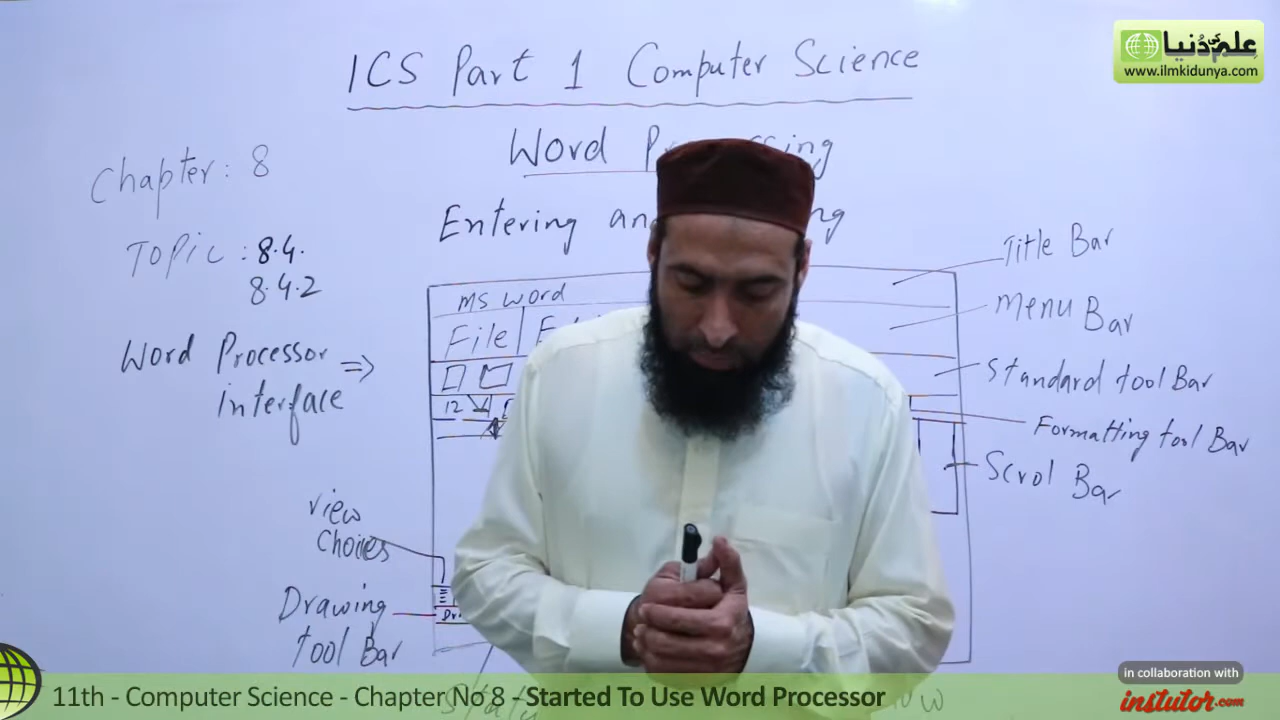 علم کی دُنیا
www.ilmkidunya.com
ICS Part 1 Computer Science
Chapter: 8
Word
Entering
Topic: 8.4.
8.4.2
Word Processor
interface
MS Word
File
12
Title Bar
Menu Bar
Standard tool Bar
Formatting tool Bar
Scrol Bar
View
Choices
Drawing
tool Bar
11th - Computer Science - Chapter No 8 - Started To Use Word Processor
in collaboration with
instutor.com